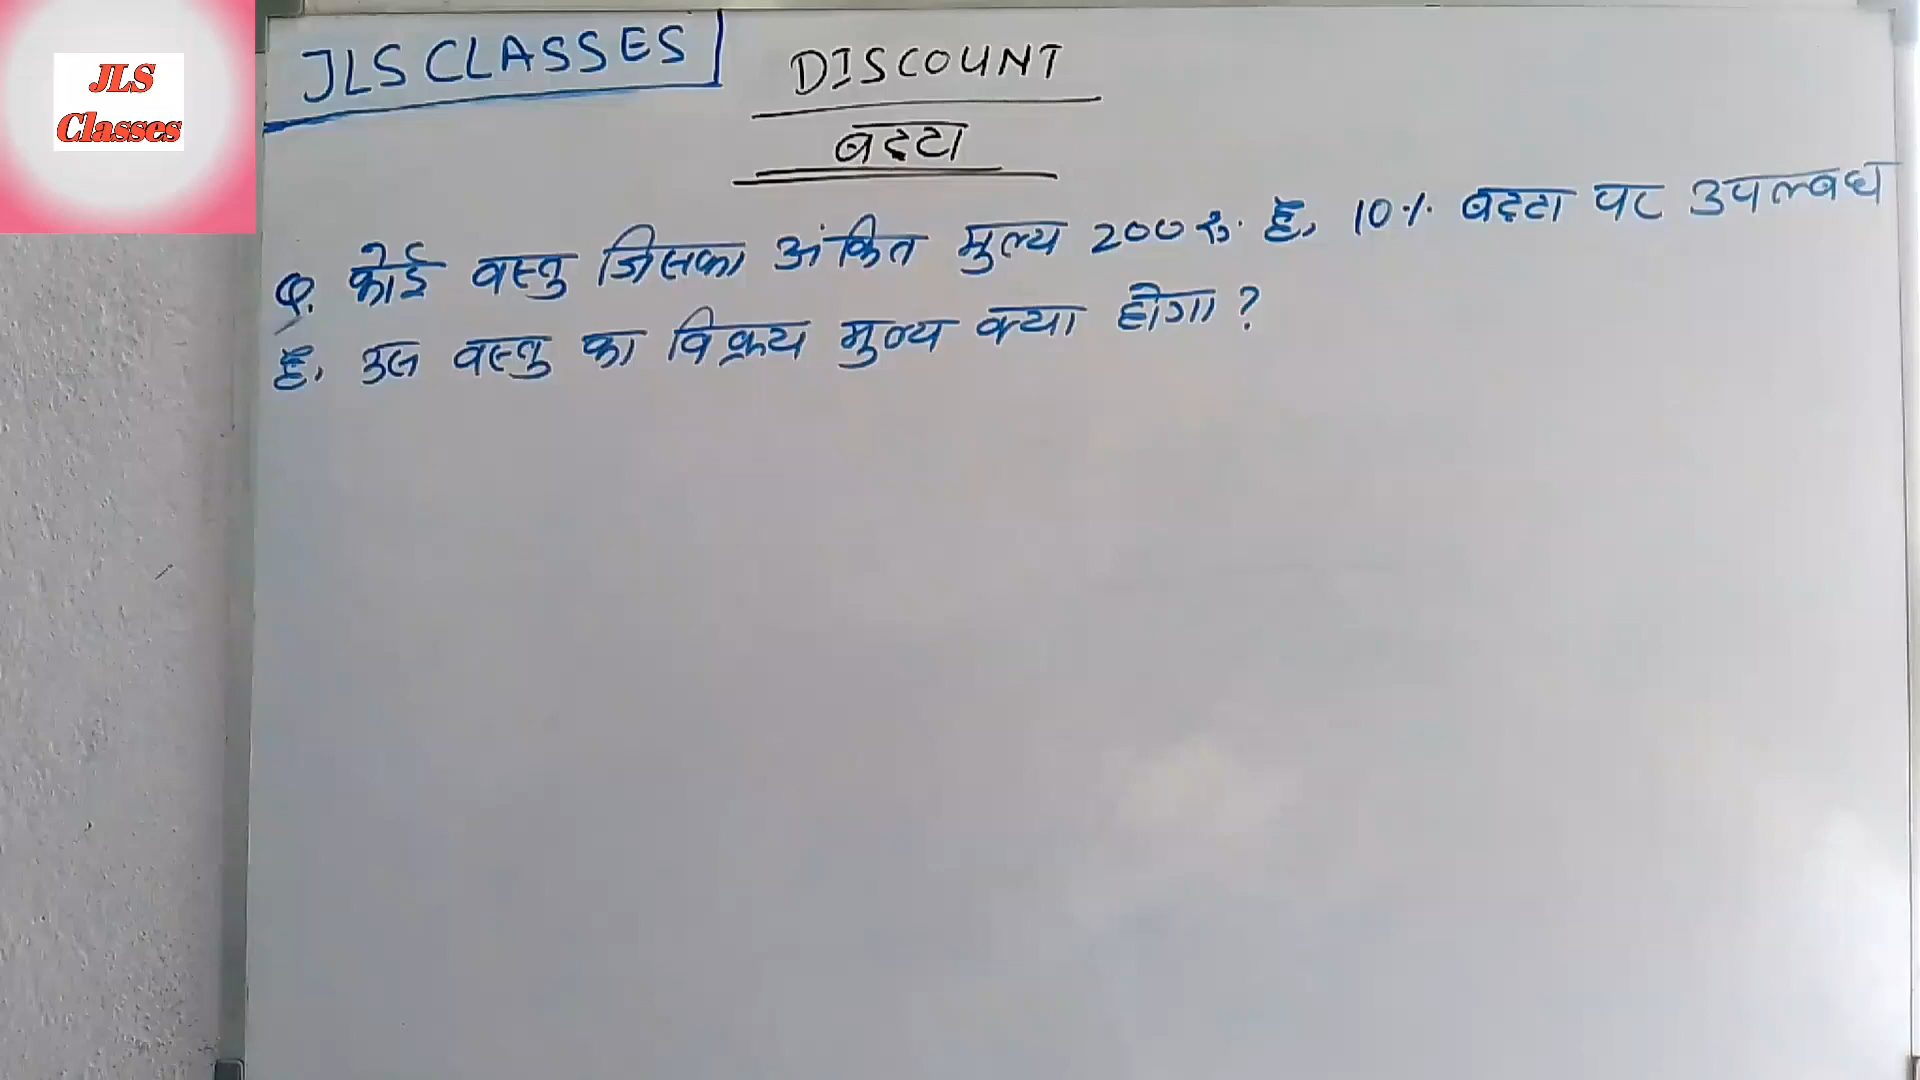 JLS
Classes
JLS CLASSES
DISCOUNT
बट्टा
Q. कोई वस्तु जिसका अंकित मुल्य 200 रु. है, 10% बट्टा पर उपलब्ध
है, उस वस्तु का विक्रय मुल्य क्या होगा ?